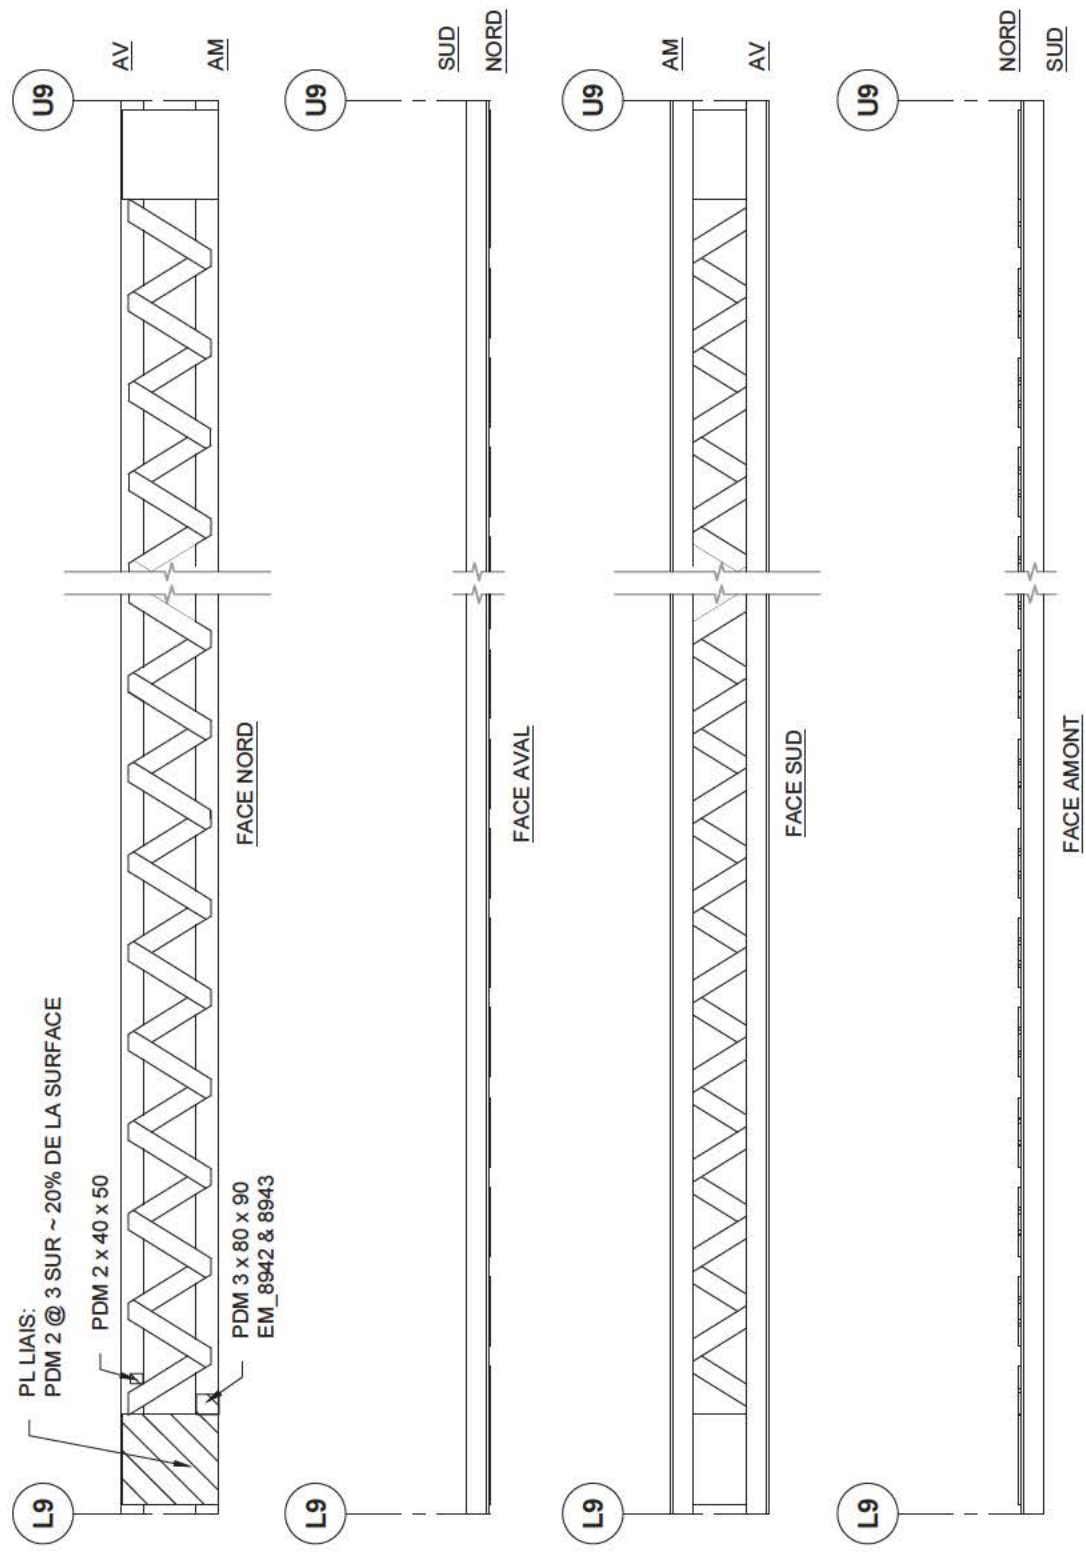 PL LIAIS:
PDM 2 @ 3 SUR ~ 20% DE LA SURFACE
PDM 2 x 40 x 50
L9
U9
AV
AM
PDM 3 x 80 x 90
EM_8942 & 8943
FACE NORD
L9
U9
SUD
NORD
FACE AVAL
L9
U9
AM
AV
FACE SUD
L9
U9
NORD
SUD
FACE AMONT